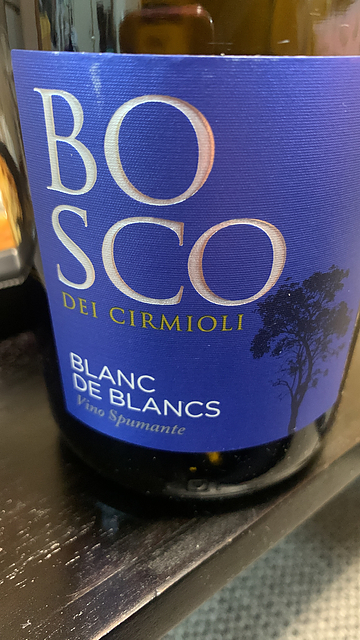 BO
SCO
DEI CIRMIOLI
BLANC
DE BLANCS
Vino Spumante